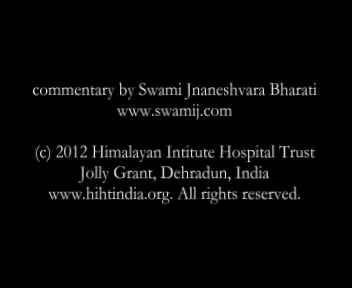 commentary by Swami Jnaneshvara Bharati
www.swamij.com
(c) 2012 Himalayan Intitute Hospital Trust
Jolly Grant, Dehradun, India
www.hihtindia.org. All rights reserved.